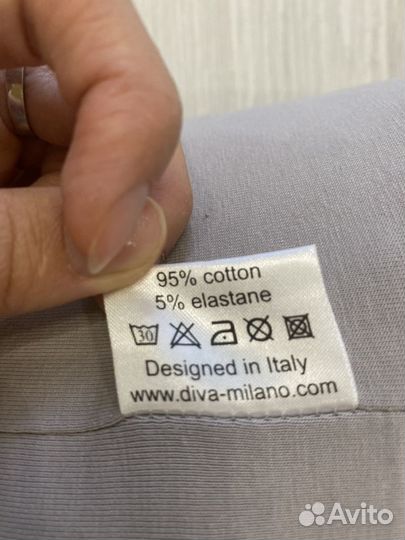 95% cotton
5% elastane
30
Designed in Italy
www.diva-milano.com
Avito